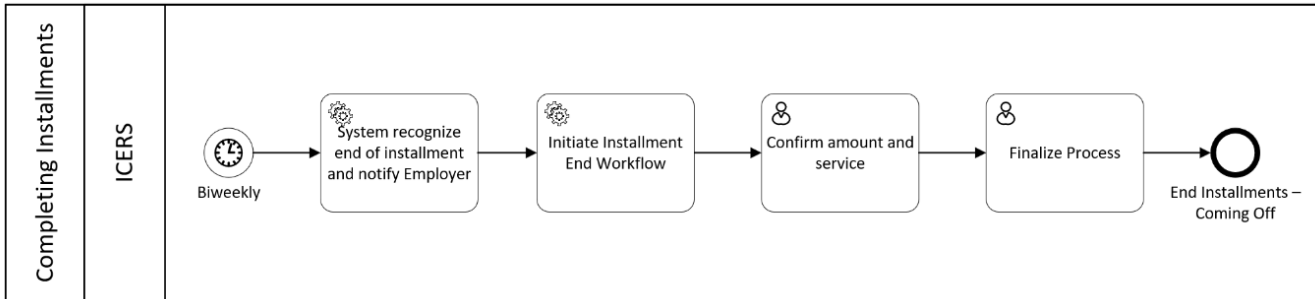 Completing Installments
ICERS
Biweekly
System recognize
end of installment
and notify Employer
Initiate Installment
End Workflow
Confirm amount and
service
Finalize Process
End Installments –
Coming Off